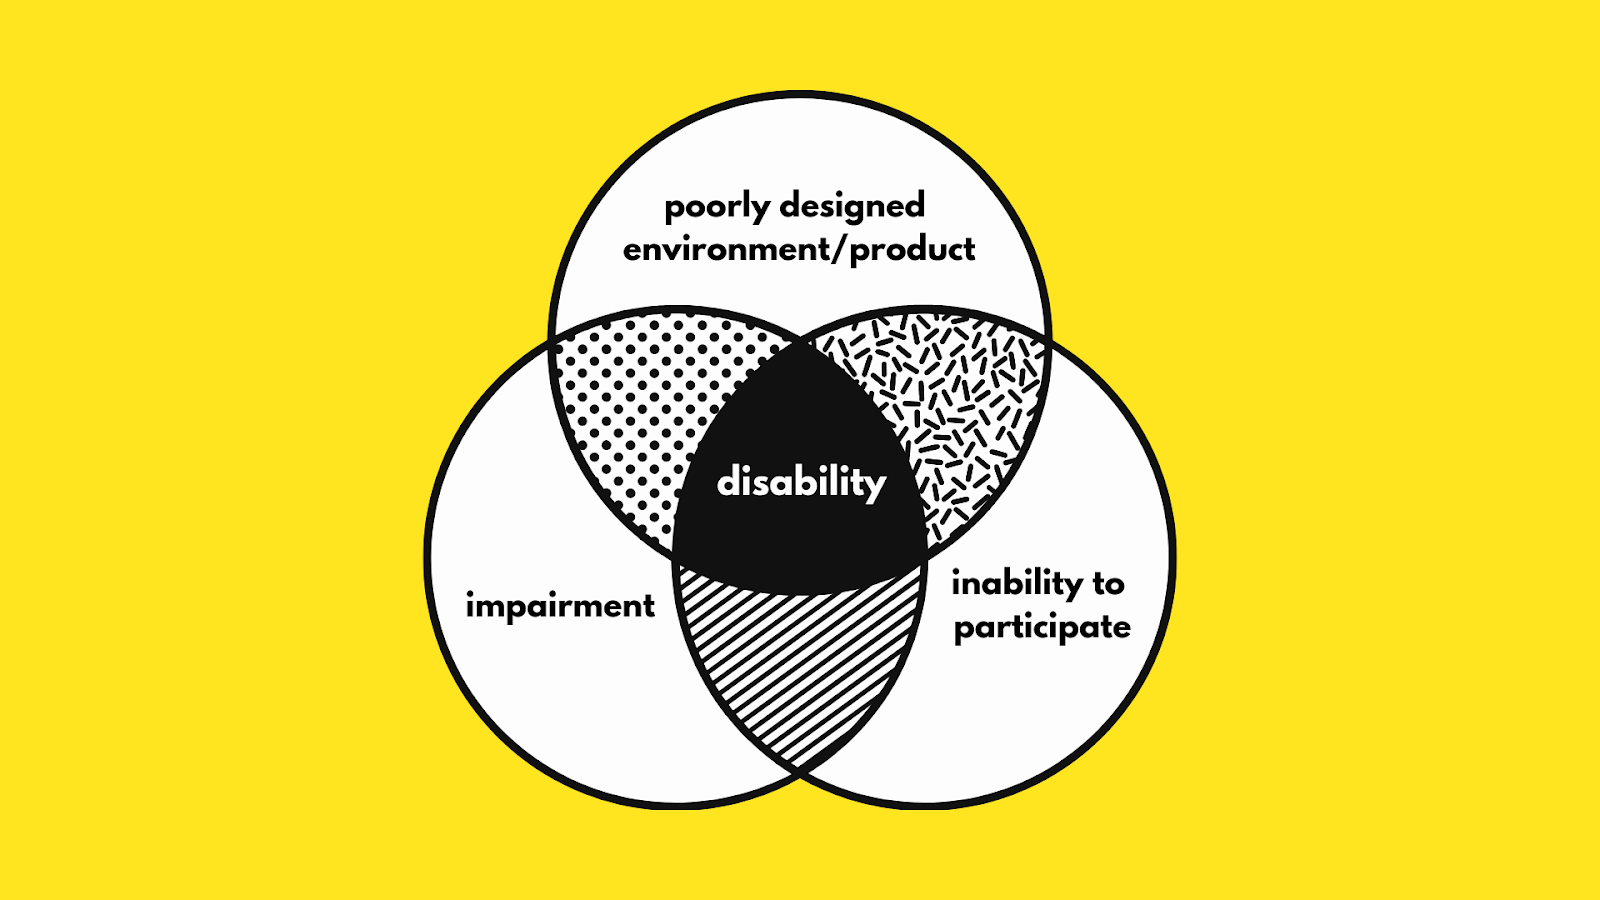 poorly designed
environment/product
disability
impairment
inability to
participate